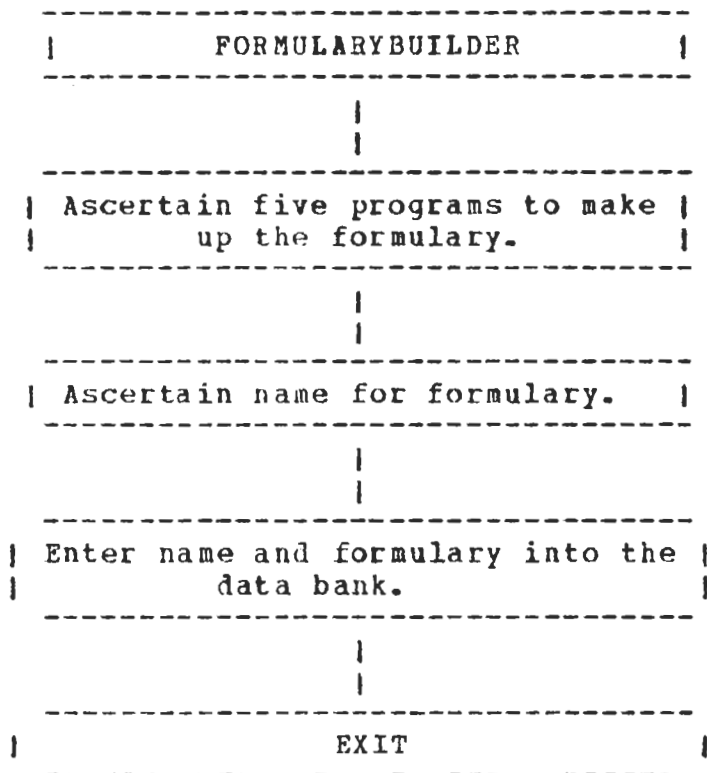 FORMULARYBUILDER
Ascertain five programs to make
up the formulary.
Ascertain name for formulary.
Enter name and formulary into the
data bank.
EXIT